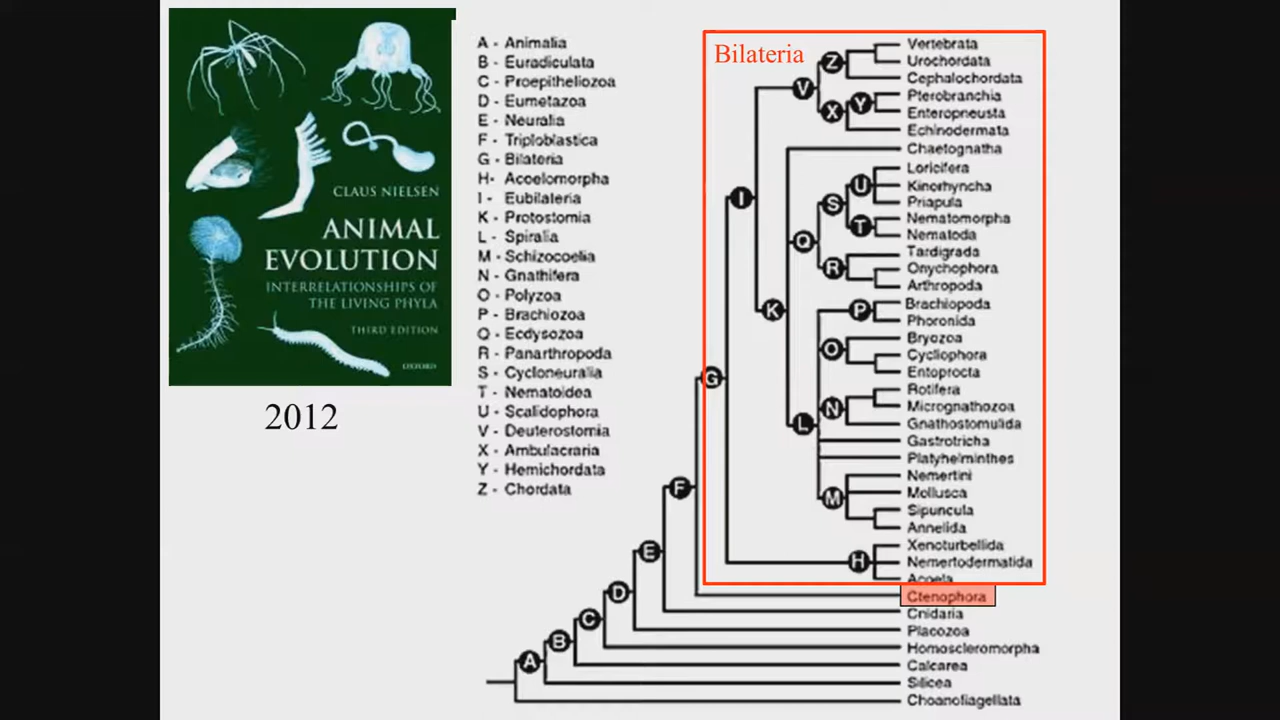 CLAUS NIELSEN
ANIMAL
EVOLUTION
INTERRELATIONSHIPS OF
THE LIVING PHYLA
THIRD EDITION
OXFORD
2012
A - Animalia
B - Euradiculata
C - Proepitheliozoa
D - Eumetazoa
E - Neuralia
F - Triploblastica
G - Bilateria
H- Acoelomorpha
I - Eubilateria
K - Protostomia
L - Spiralia
M - Schizocoelia
N - Gnathifera
O - Polyzoa
P - Brachiozoa
Q - Ecdysozoa
R - Panarthropoda
S - Cycloneuralia
T - Nematoidea
U - Scalidophora
V - Deuterostomia
X - Ambulacraria
Y - Hemichordata
Z - Chordata
Bilateria
Vertebrata
Urochordata
Cephalochordata
Pterobranchia
Enteropneusta
Echinodermata
Chaetognatha
Loricifera
Kinorhyncha
Priapula
Nematomorpha
Nematoda
Tardigrada
Onychophora
Arthropoda
Brachiopoda
Phoronida
Bryozoa
Cycliophora
Entoprocta
Rotifera
Micrognathozoa
Gnathostomulida
Gastrotricha
Platyhelminthes
Nemertini
Mollusca
Sipuncula
Annelida
Xenoturbellida
Nemertodermatida
Acoela
Ctenophora
Cnidaria
Placozoa
Homoscleromorpha
Calcarea
Silicea
Choanoflagellata
Z
V
X
Y
I
U
S
T
Q
R
K
P
O
N
L
M
G
F
H
E
D
C
B
A